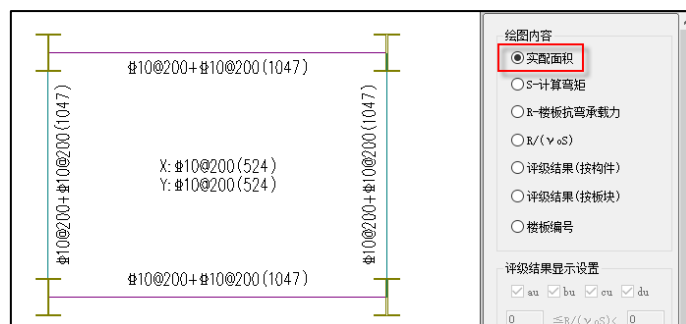 Φ10@200+Φ10@200(1047)
Φ10@200+Φ10@200(1047)
Φ10@200+Φ10@200(1047)
X:Φ10@200(524)
Y:Φ10@200(524)
Φ10@200+Φ10@200(1047)
绘图内容
实配面积
S-计算弯矩
R-楼板抗弯承载力
R/(γoS)
评级结果(按构件)
评级结果(按板块)
楼板编号
评级结果显示设置
au bu cu du
0 ≤R/(γoS)< 0